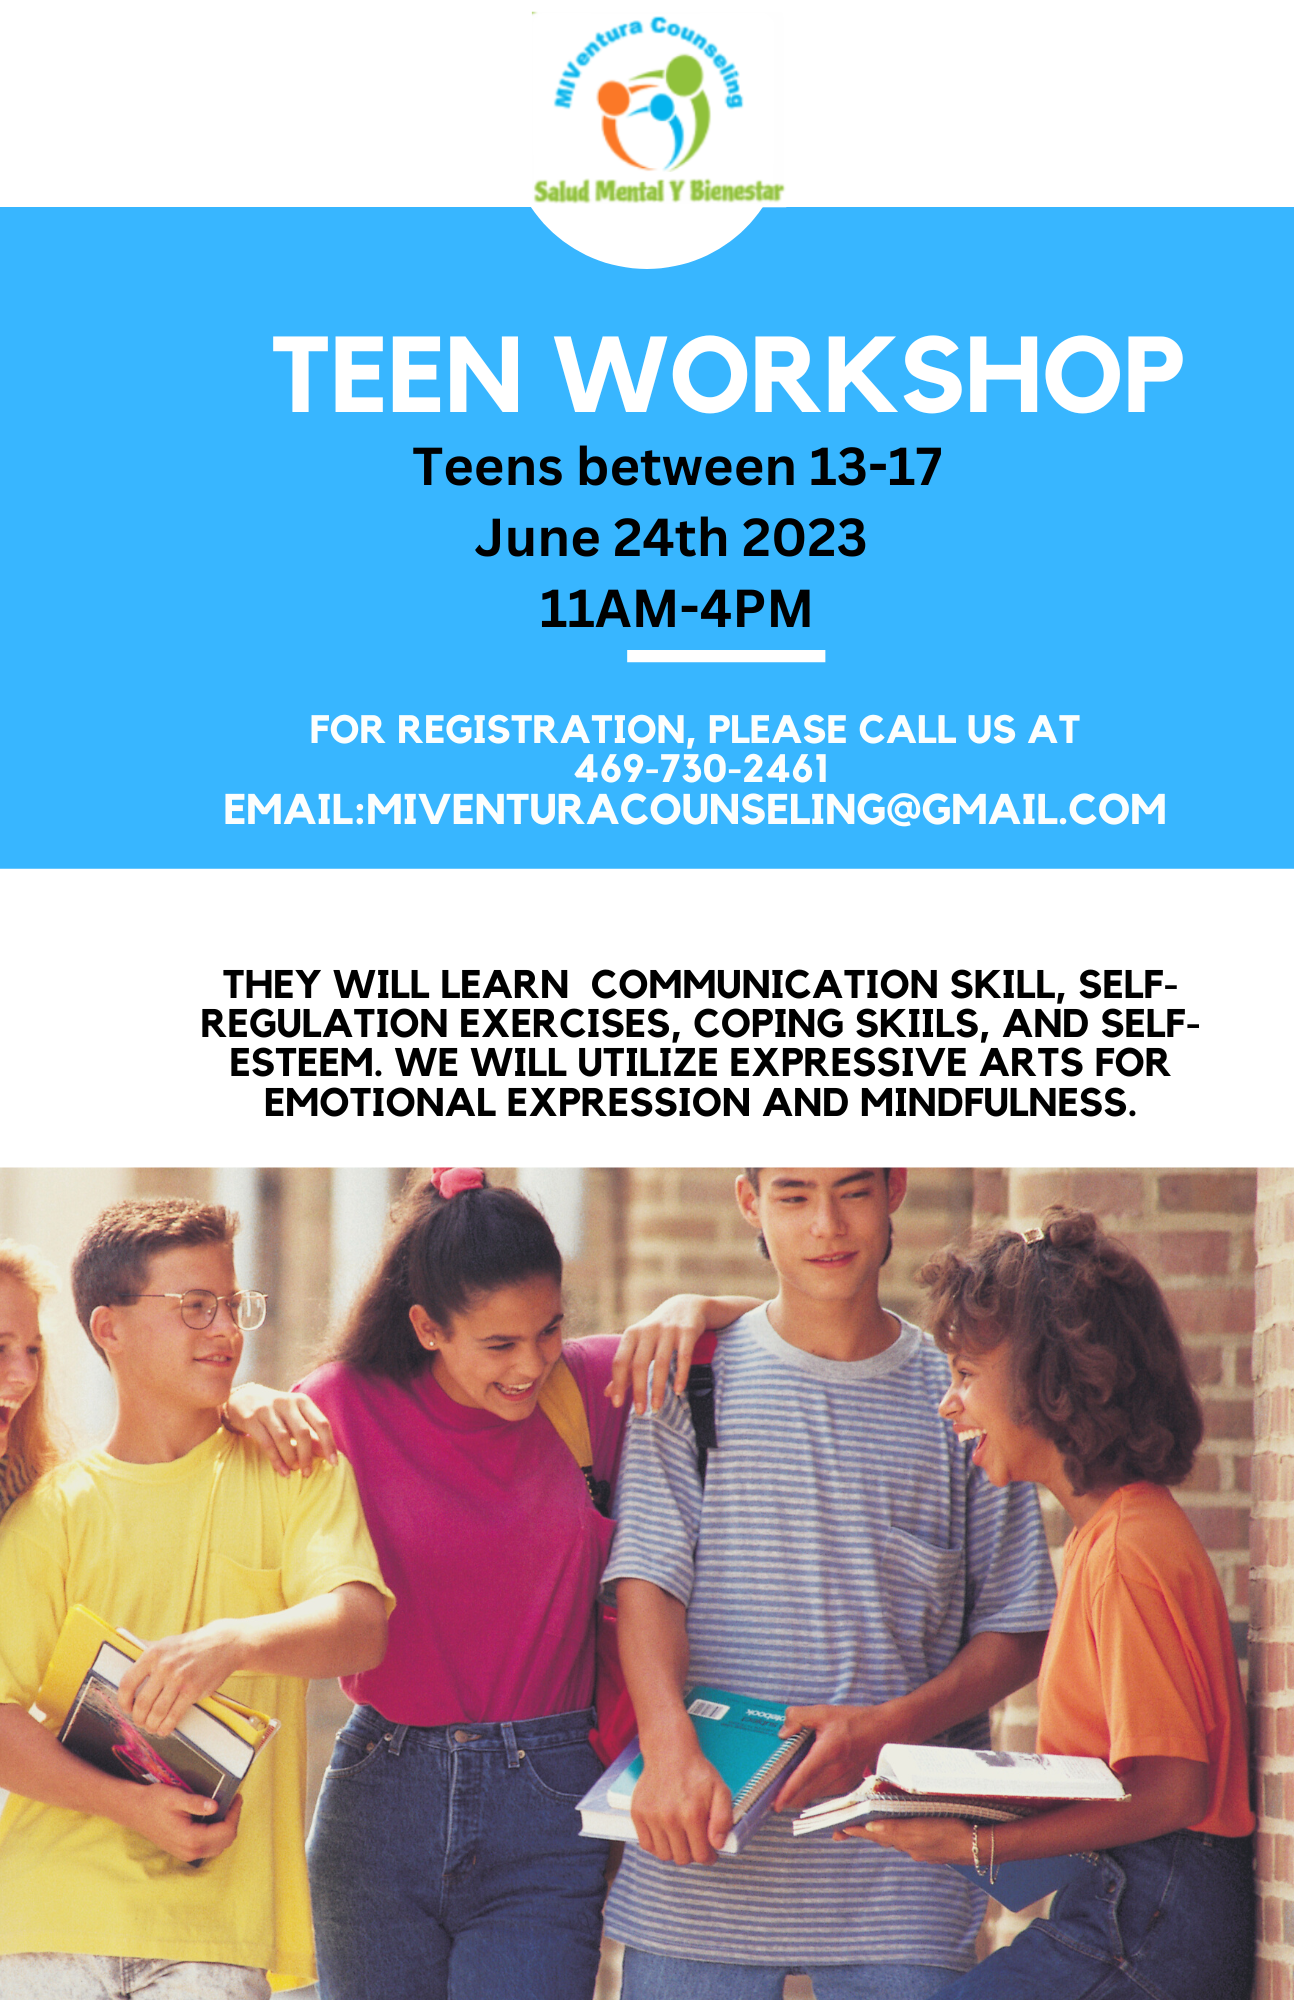 MIVentura Counseling
Salud Mental Y Bienestar
TEEN WORKSHOP
Teens between 13-17
June 24th 2023
11AM-4PM
FOR REGISTRATION, PLEASE CALL US AT
469-730-2461
EMAIL:MIVENTURACOUNSELING@GMAIL.COM
THEY WILL LEARN  COMMUNICATION SKILL, SELF-
REGULATION EXERCISES, COPING SKIILS, AND SELF-
ESTEEM. WE WILL UTILIZE EXPRESSIVE ARTS FOR
EMOTIONAL EXPRESSION AND MINDFULNESS.